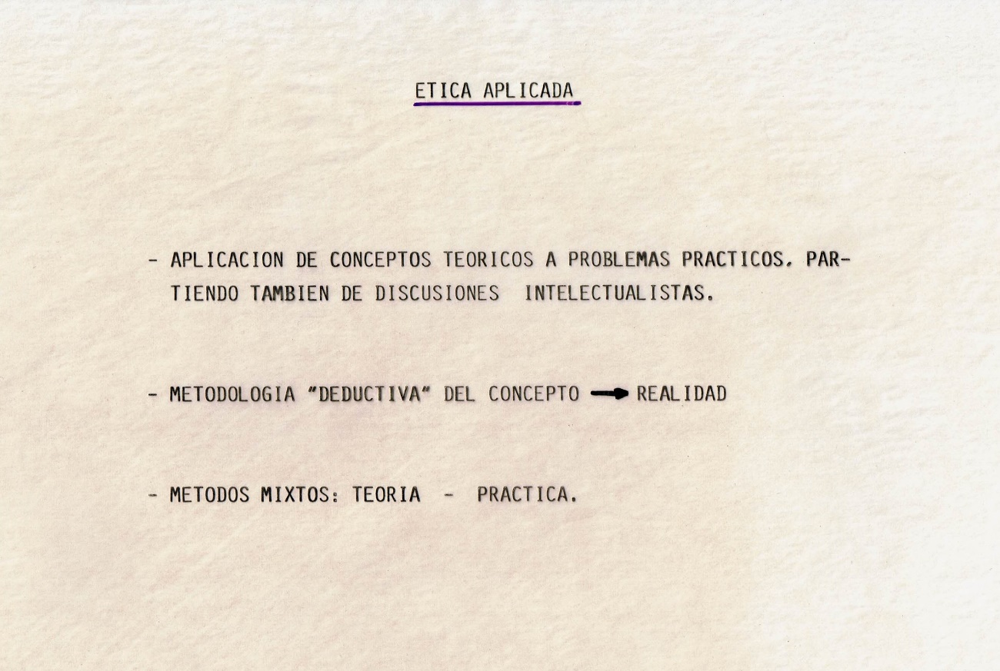 ETICA APLICADA
- APLICACION DE CONCEPTOS TEORICOS A PROBLEMAS PRACTICOS. PAR-
TIENDO TAMBIEN DE DISCUSIONES INTELECTUALISTAS.
- METODOLOGIA "DEDUCTIVA" DEL CONCEPTO → REALIDAD
- METODOS MIXTOS: TEORIA - PRACTICA.